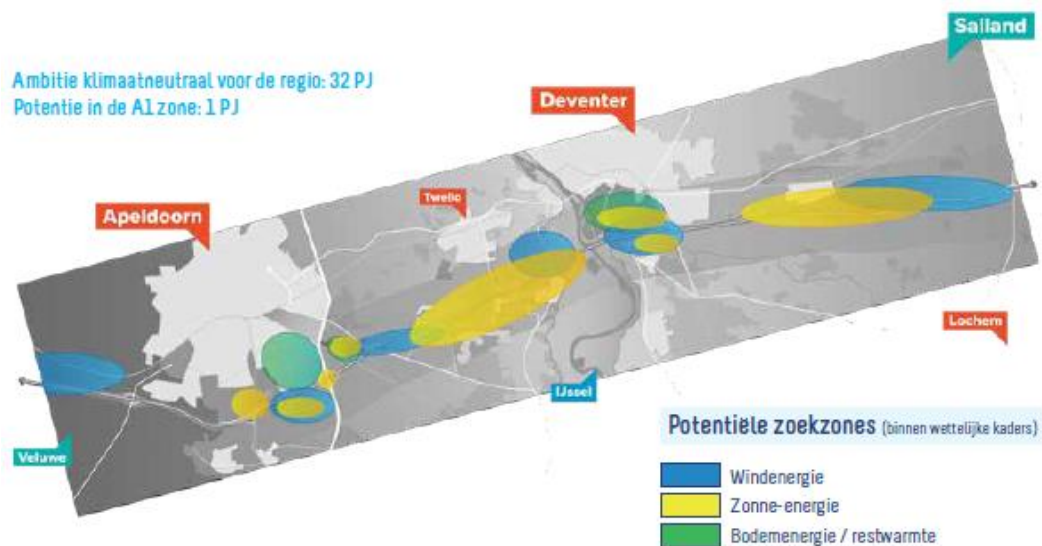 Salland
Ambitie klimaatneutraal voor de regio: 32 PJ
Potentie in de A1 zone: 1 PJ
Deventer
Twello
Apeldoorn
Lochem
IJssel
Veluwe
Potentiële zoekzones (binnen wettelijke kaders)
Windenergie
Zonne-energie
Bodemenergie / restwarmte